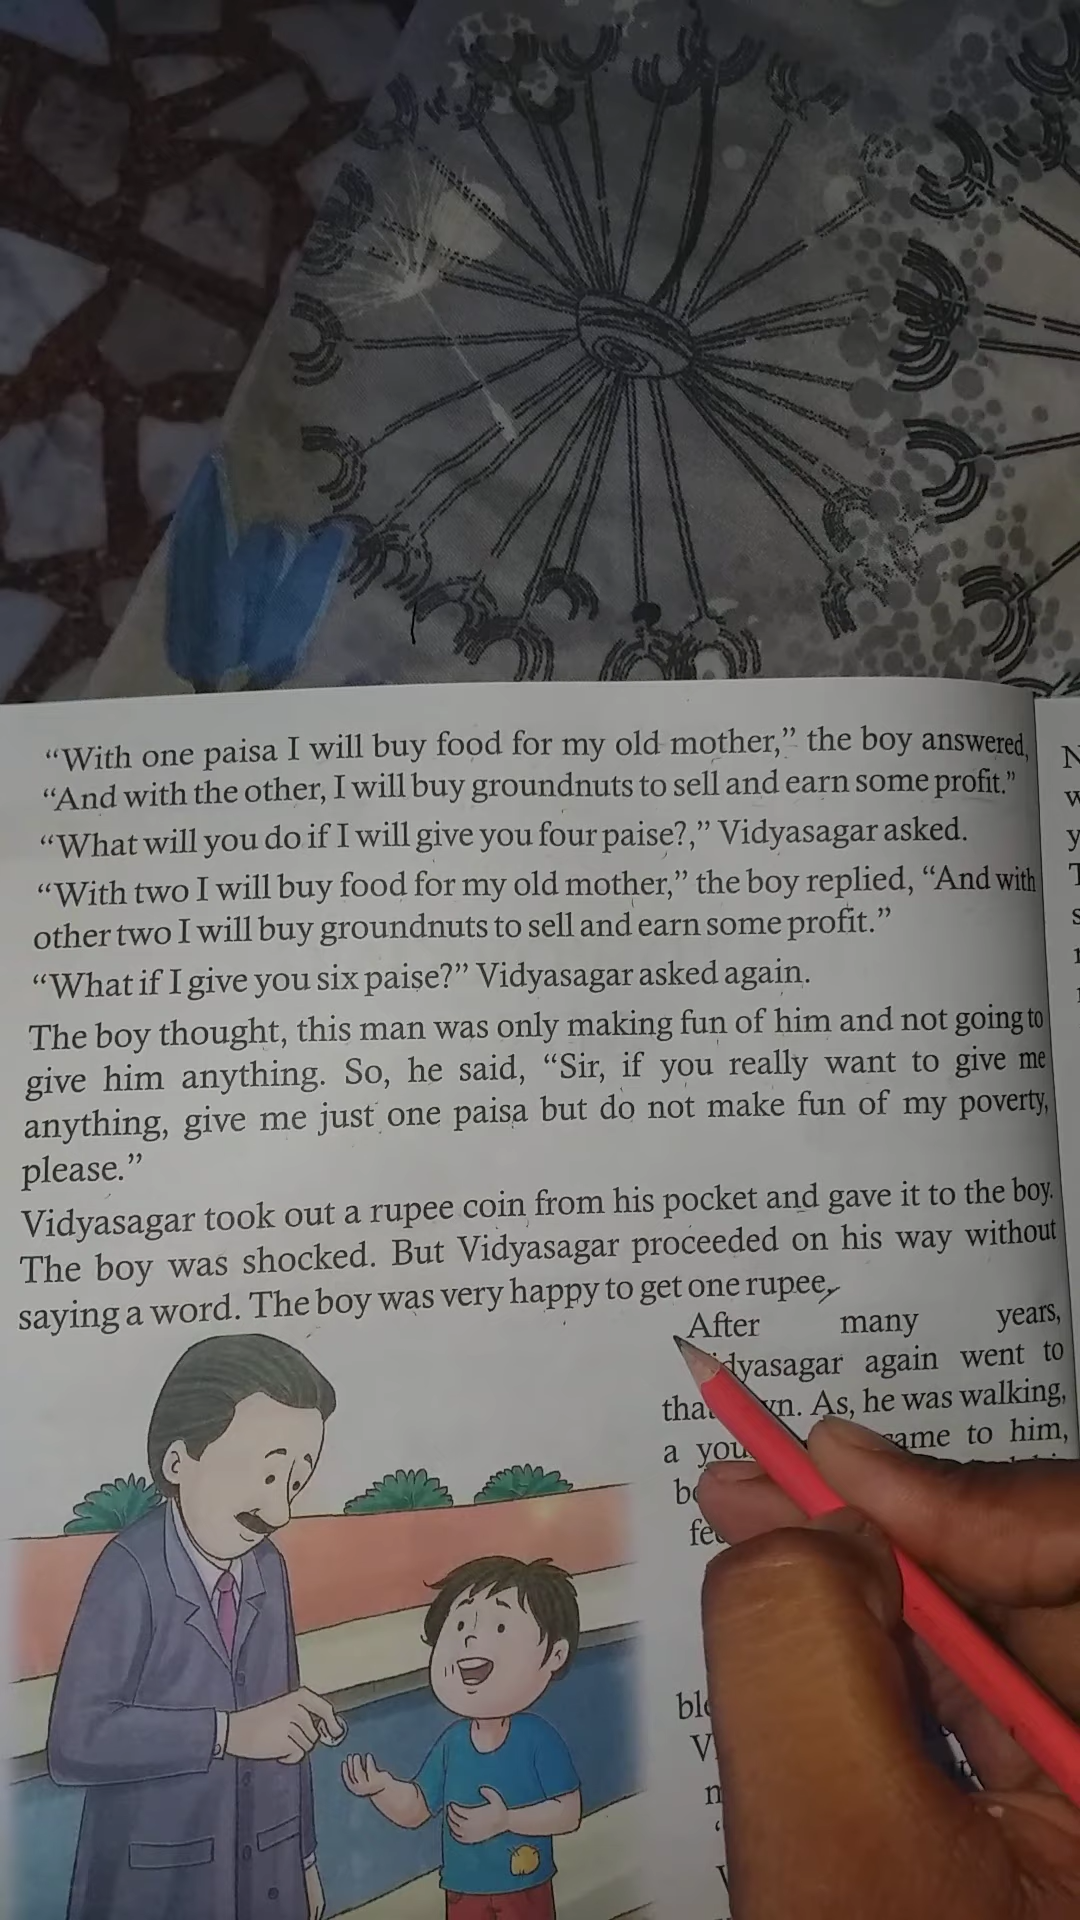 “With one paisa I will buy food for my old mother,” the boy answered,
“And with the other, I will buy groundnuts to sell and earn some profit.”
“What will you do if I will give you four paise?,” Vidyasagar asked.
“With two I will buy food for my old mother,” the boy replied, “And with
other two I will buy groundnuts to sell and earn some profit.”
“What if I give you six paise?” Vidyasagar asked again.
The boy thought, this man was only making fun of him and not going to
give him anything. So, he said, “Sir, if you really want to give me
anything, give me just one paisa but do not make fun of my poverty,
please.”
Vidyasagar took out a rupee coin from his pocket and gave it to the boy.
The boy was shocked. But Vidyasagar proceeded on his way without
saying a word. The boy was very happy to get one rupee,
After many years,
again went to
As, he was walking,
a to him,